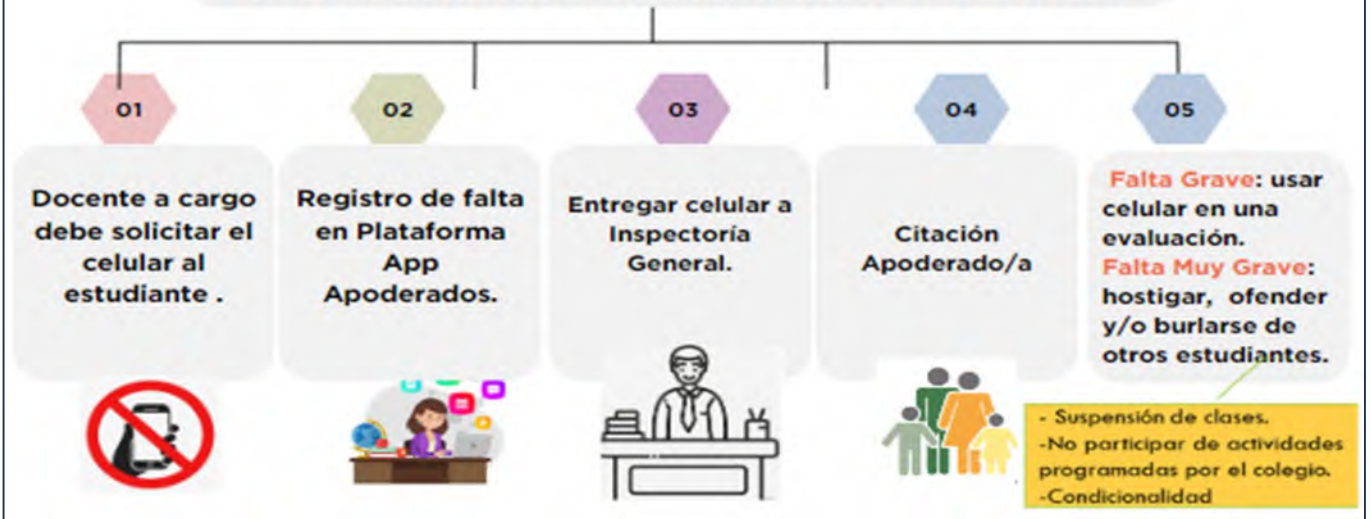 01
Docente a cargo
debe solicitar el
celular al
estudiante .
02
Registro de falta
en Plataforma
App
Apoderados.
03
Entregar celular a
Inspectoría
General.
04
Citación
Apoderado/a
05
Falta Grave: usar
celular en una
evaluación.
Falta Muy Grave:
hostigar, ofender
y/o burlarse de
otros estudiantes.
- Suspensión de clases.
-No participar de actividades
programadas por el colegio.
-Condicionalidad